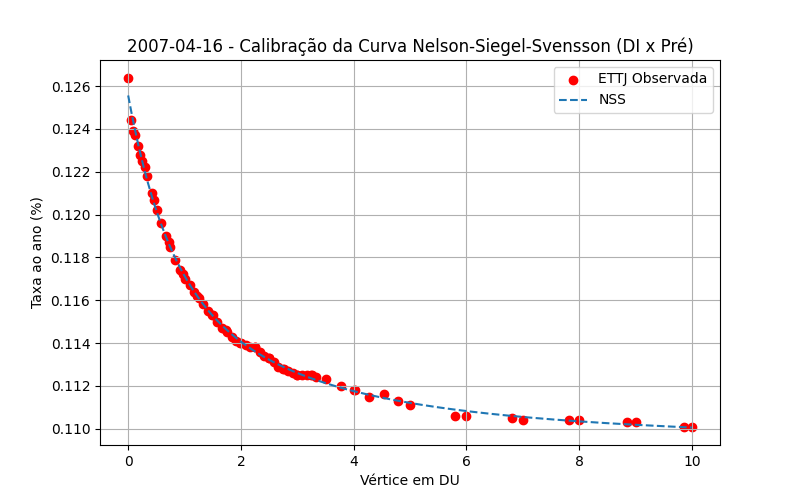 2007-04-16 - Calibração da Curva Nelson-Siegel-Svensson (DI x Pré)
ETTJ Observada
NSS
Taxa ao ano (%)
0.126
0.124
0.122
0.120
0.118
0.116
0.114
0.112
0.110
0 2 4 6 8 10
Vértice em DU